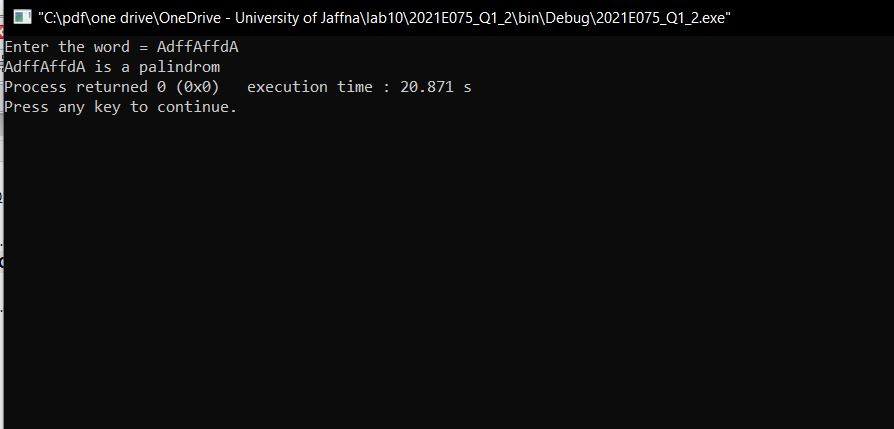 "C:\pdf\one drive\OneDrive - University of Jaffna\lab10\2021E075_Q1_2\bin\Debug\2021E075_Q1_2.exe"
Enter the word = AdffAffdA
AdffAffdA is a palindrom
Process returned 0 (0x0)   execution time : 20.871 s
Press any key to continue.